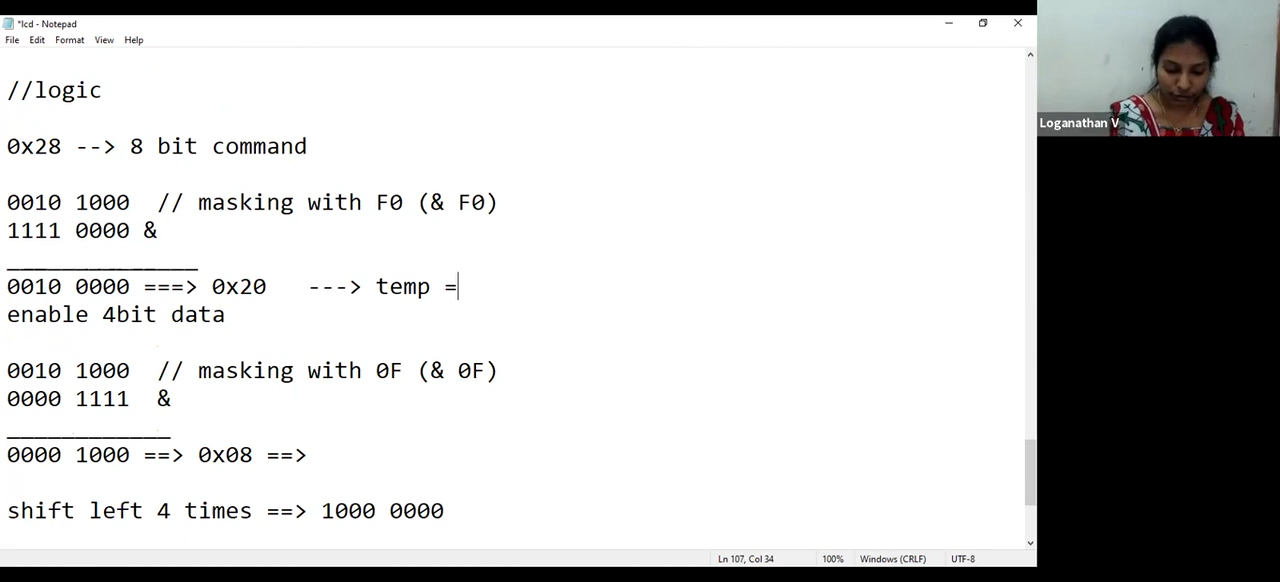 *lcd - Notepad
File Edit Format View Help
//logic
0x28 --> 8 bit command
0010 1000 // masking with F0 (& F0)
1111 0000 &
______________
0010 0000 ===> 0x20 ---> temp =
enable 4bit data
0010 1000 // masking with 0F (& 0F)
0000 1111 &
____________
0000 1000 ==> 0x08 ==>
shift left 4 times ==> 1000 0000
Ln 107, Col 34 100% Windows (CRLF) UTF-8
Loganathan V